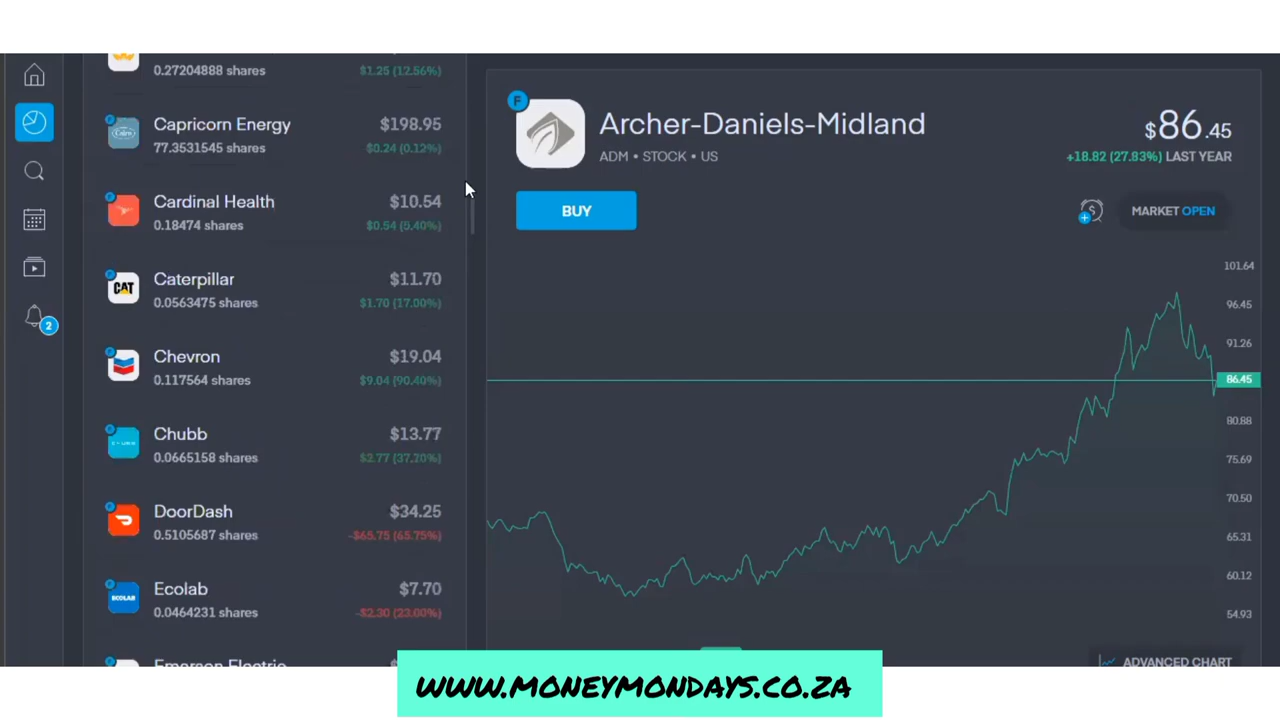 0.27204888 shares
$1.25 (12.56%)
Capricorn Energy
$198.95
77.3531545 shares
$0.24 (0.12%)
Cardinal Health
$10.54
0.18474 shares
$0.54 (5.40%)
CAT
Caterpillar
$11.70
0.0563475 shares
$1.70 (17.00%)
Chevron
$19.04
0.117564 shares
$9.04 (90.40%)
Chubb
$13.77
0.0665158 shares
DoorDash
$34.25
0.5105687 shares
-$65.75 (65.75%)
ECOLAB
Ecolab
$7.70
0.0464231 shares
-$2.30 (23.00%)
Emerson Electric
2
F
Archer-Daniels-Midland
ADM • STOCK • US
$86.45
+18.82 (27.83%) LAST YEAR
BUY
MARKET OPEN
101.64
96.45
91.26
86.45
80.88
75.69
70.50
65.31
60.12
54.93
ADVANCED CHART
www.moneymondays.co.za